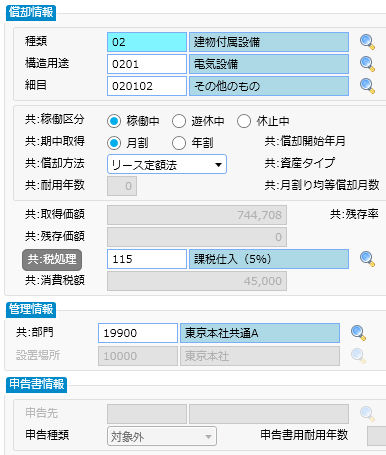 償却情報
種類 02 建物付属設備
構造用途 0201 電気設備
細目 020102 その他のもの
共:稼働区分 稼働中 遊休中 休止中
共:期中取得 月割 年割 共:償却開始年月
共:償却方法 リース定額法 共:資産タイプ
共:耐用年数 0 共:月割り均等償却月数
共:取得価額 744,708 共:残存率
共:残存価額 0
共:税処理 115 課税仕入（5%）
共:消費税額 45,000
管理情報
共:部門 19900 東京本社共通A
設置場所 10000 東京本社
申告書情報
申告先
申告種類 対象外 申告書用耐用年数